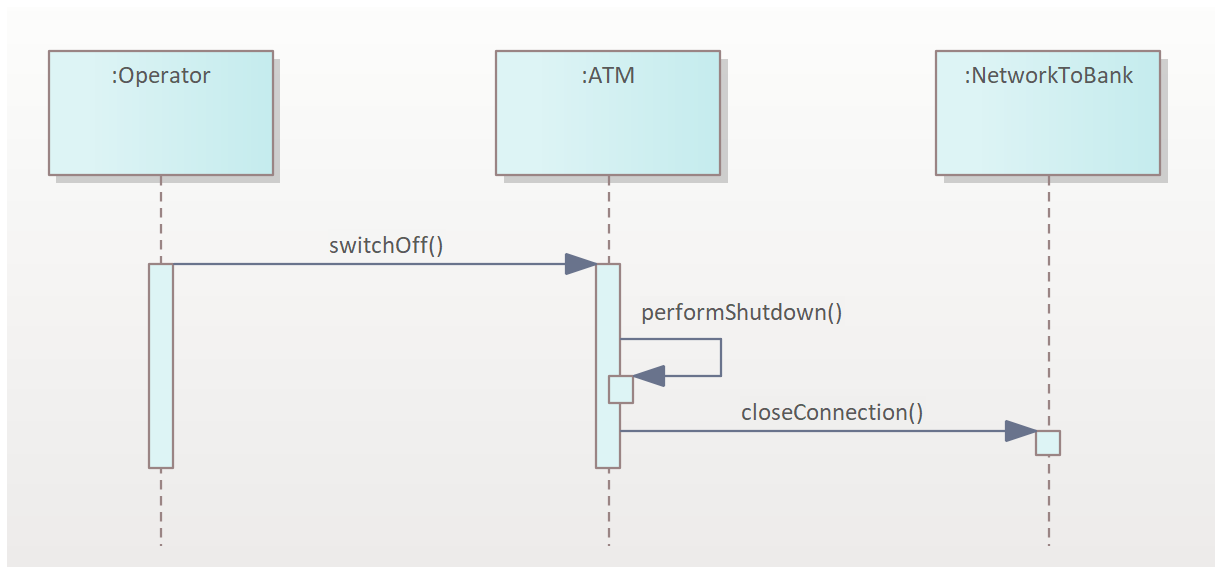 :Operator
:ATM
:NetworkToBank
switchOff()
performShutdown()
closeConnection()